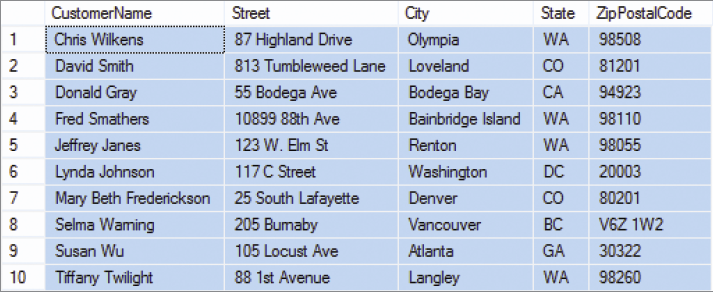 CustomerName Street City State ZipPostalCode
1 Chris Wilkens 87 Highland Drive Olympia WA 98508
2 David Smith 813 Tumbleweed Lane Loveland CO 81201
3 Donald Gray 55 Bodega Ave Bodega Bay CA 94923
4 Fred Smathers 10899 88th Ave Bainbridge Island WA 98110
5 Jeffrey Janes 123 W. Elm St Renton WA 98055
6 Lynda Johnson 117 C Street Washington DC 20003
7 Mary Beth Frederickson 25 South Lafayette Denver CO 80201
8 Selma Warning 205 Burnaby Vancouver BC V6Z 1W2
9 Susan Wu 105 Locust Ave Atlanta GA 30322
10 Tiffany Twilight 88 1st Avenue Langley WA 98260